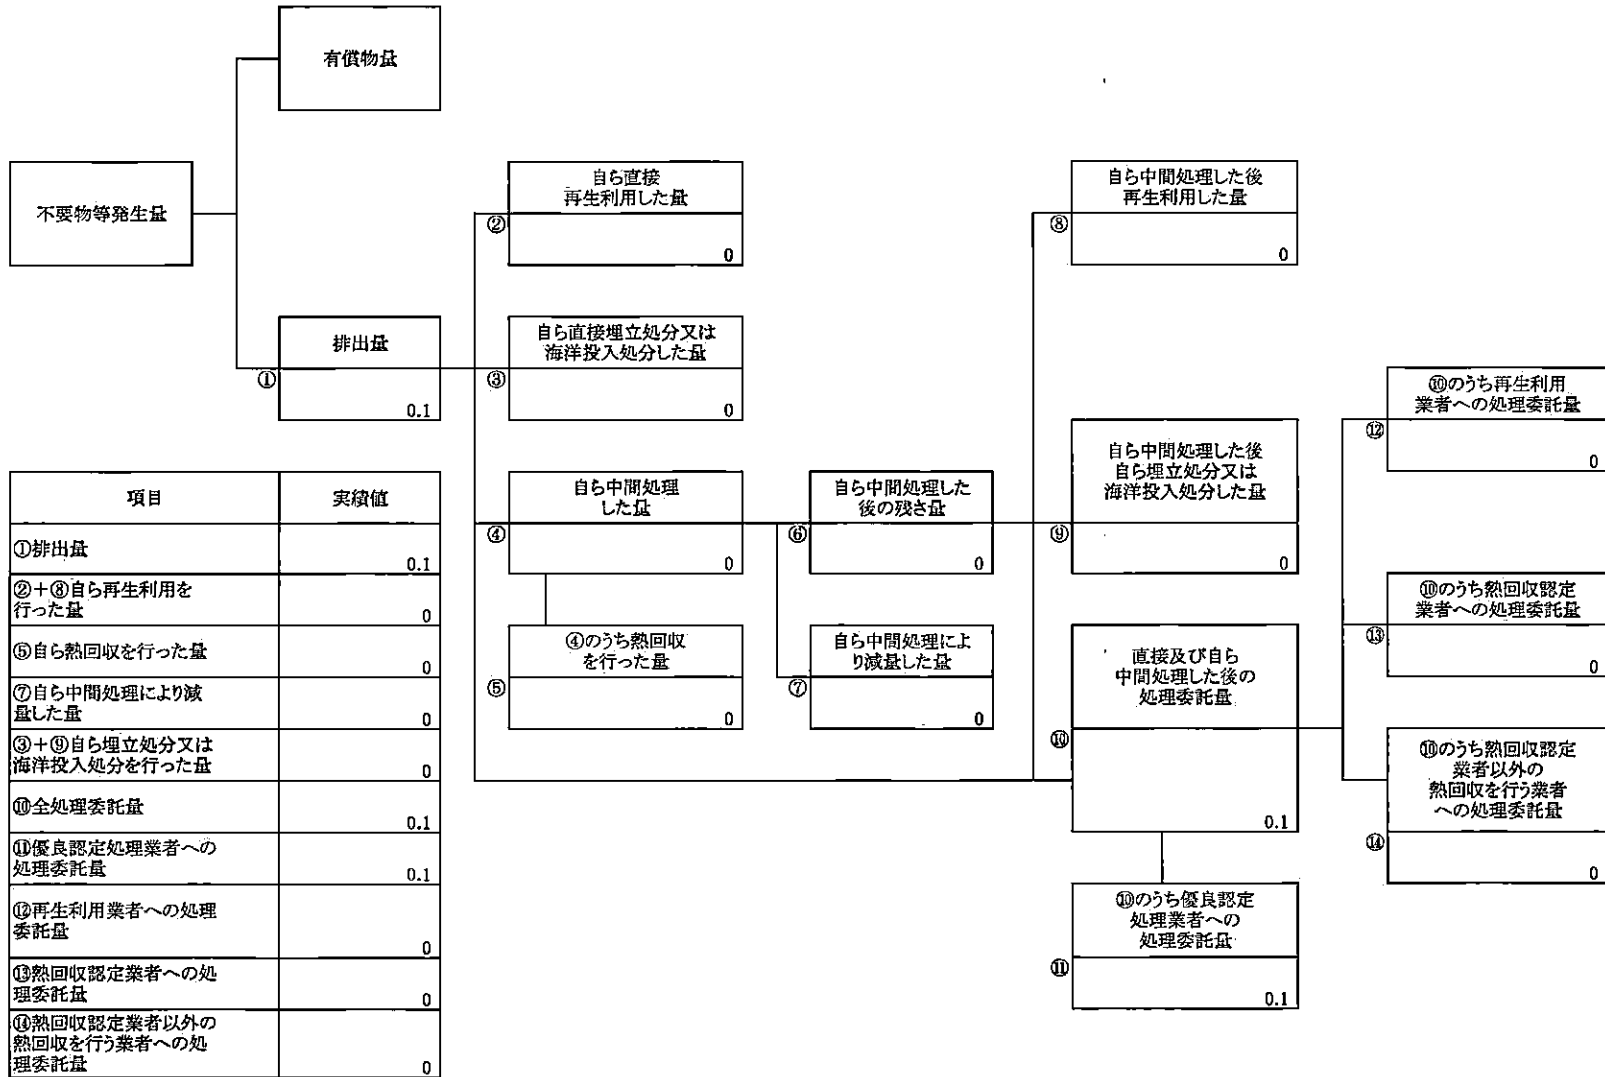 有償物量
不要物等発生量
排出量
①
0.1
自ら直接
再生利用した量
②
0
自ら直接埋立処分又は
海洋投入処分した量
③
0
自ら中間処理
した量
④
0
④のうち熱回収
を行った量
⑤
0
自ら中間処理した
後の残さ量
⑥
0
自ら中間処理によ
り減量した量
⑦
0
自ら中間処理した後
再生利用した量
⑧
0
自ら中間処理した後
自ら埋立処分又は
海洋投入処分した量
⑨
0
直接及び自ら
中間処理した後の
処理委託量
⑩
0.1
⑩のうち優良認定
処理業者への
処理委託量
⑪
0.1
⑩のうち再生利用
業者への処理委託量
⑫
0
⑩のうち熱回収認定
業者への処理委託量
⑬
0
⑩のうち熱回収認定
業者以外の
熱回収を行う業者
への処理委託量
⑭
0
項目 実績値
①排出量 0.1
②+⑧自ら再生利用を
行った量 0
⑤自ら熱回収を行った量 0
⑦自ら中間処理により減
量した量 0
③+⑨自ら埋立処分又は
海洋投入処分を行った量 0
⑩全処理委託量 0.1
⑪優良認定処理業者への
処理委託量 0.1
⑫再生利用業者への処理
委託量 0
⑬熱回収認定業者への処
理委託量 0
⑭熱回収認定業者以外の
熱回収を行う業者への処
理委託量 0